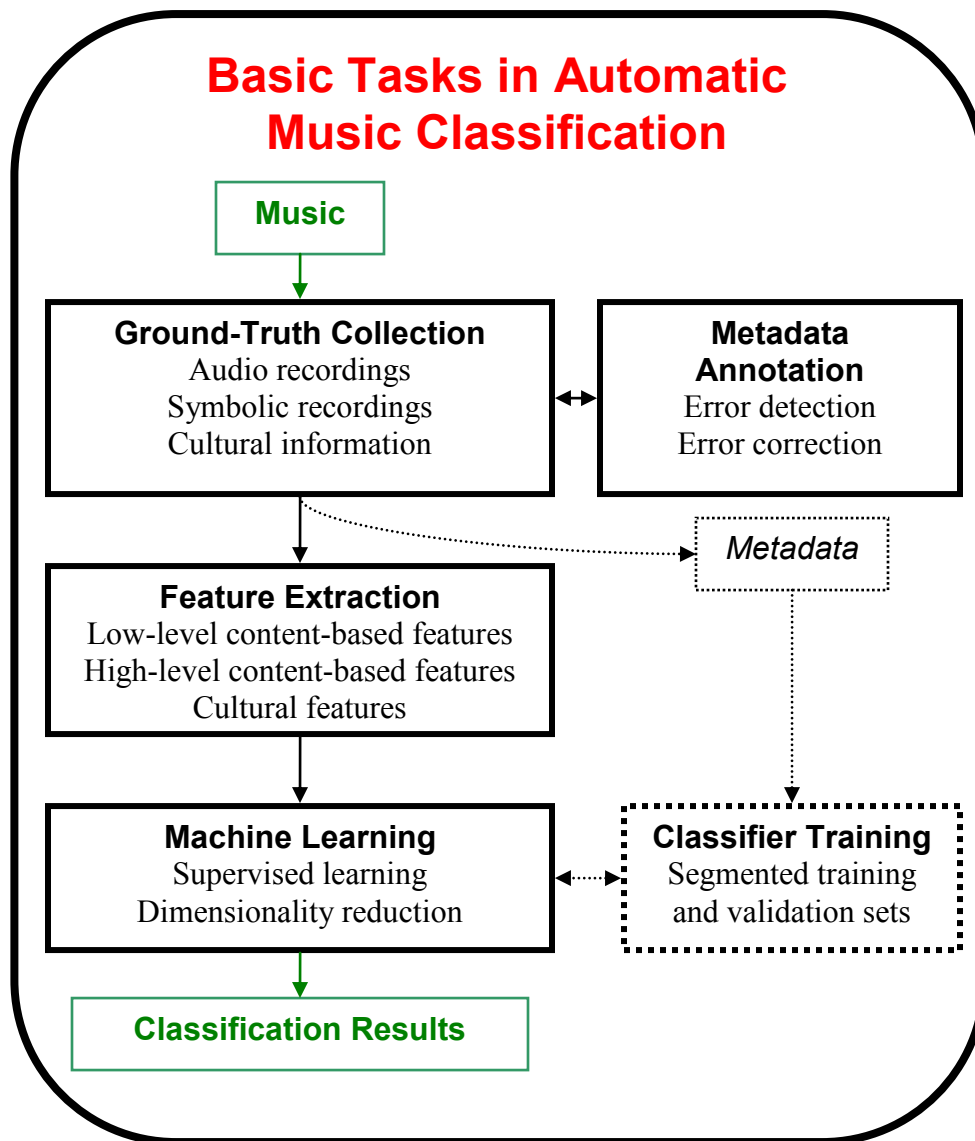 Basic Tasks in Automatic
Music Classification
Music
Ground-Truth Collection
Audio recordings
Symbolic recordings
Cultural information
Metadata
Annotation
Error detection
Error correction
Metadata
Feature Extraction
Low-level content-based features
High-level content-based features
Cultural features
Machine Learning
Supervised learning
Dimensionality reduction
Classifier Training
Segmented training
and validation sets
Classification Results